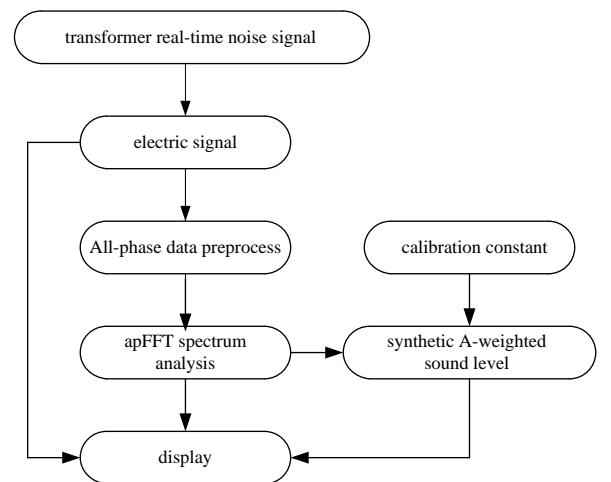 transformer real-time noise signal
electric signal
All-phase data preprocess
calibration constant
apFFT spectrum
analysis
synthetic A-weighted
sound level
display